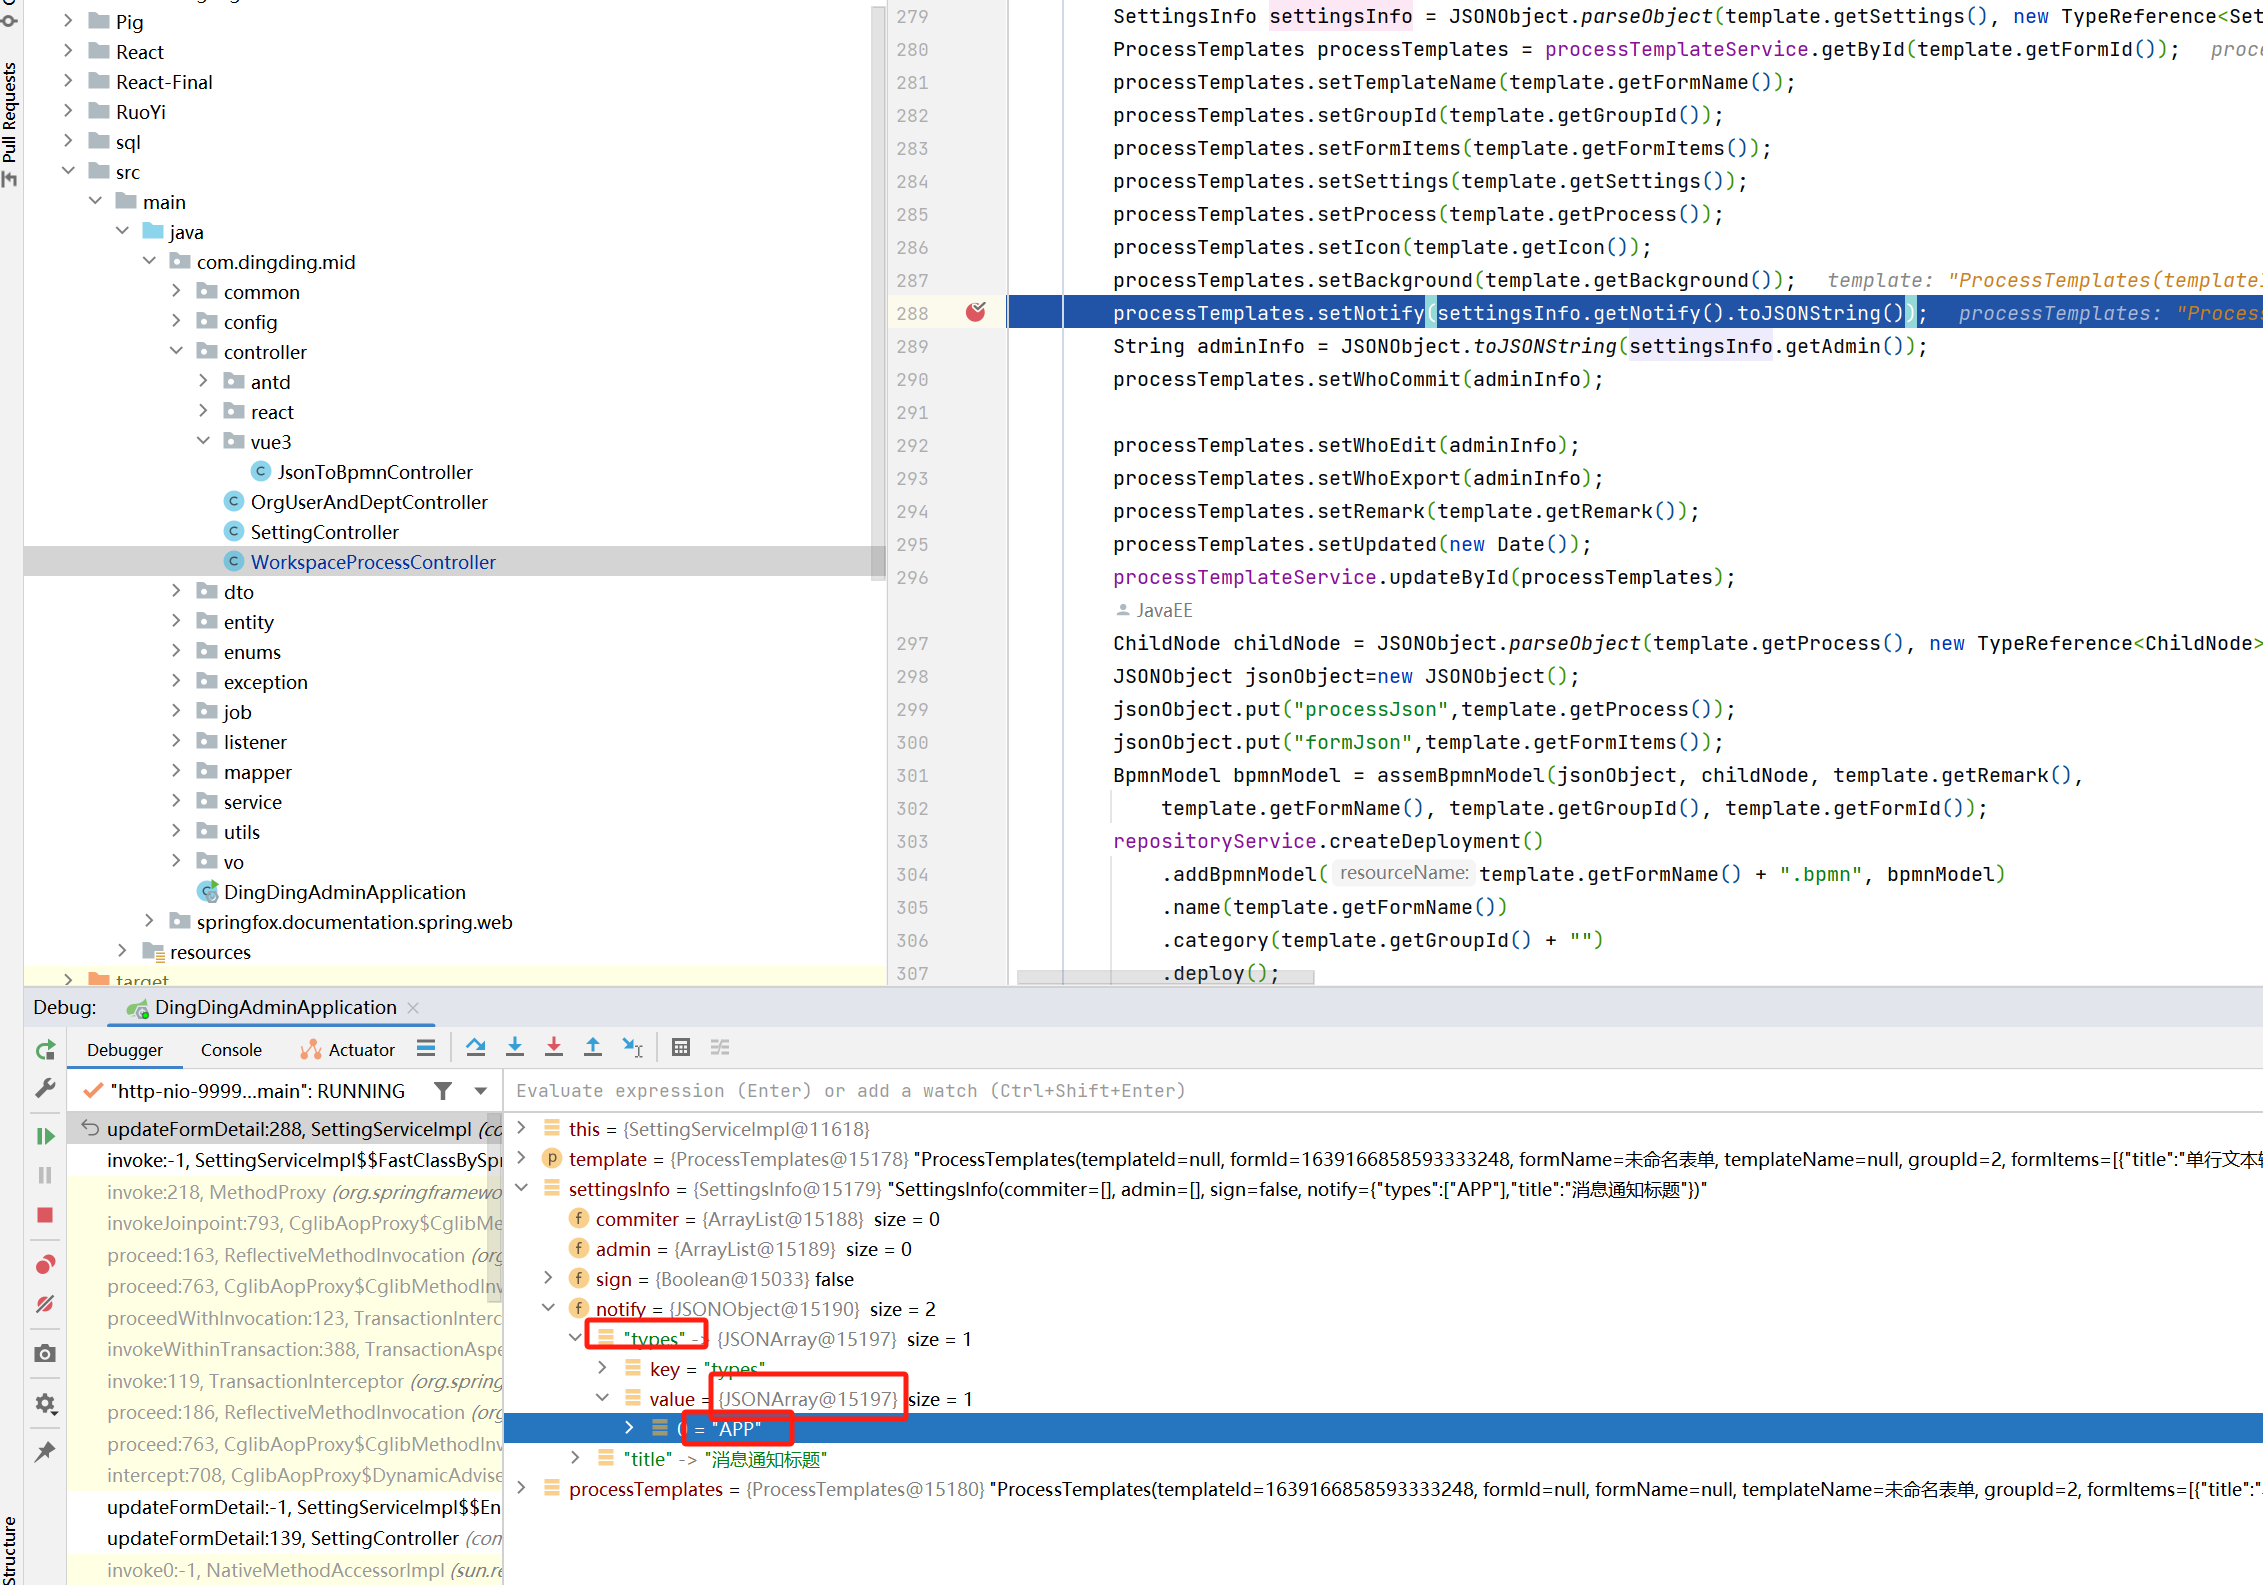 Pull Requests
Structure
Pig
React
React-Final
RuoYi
sql
src
main
java
com.dingding.mid
common
config
controller
antd
react
vue3
JsonToBpmnController
OrgUserAndDeptController
SettingController
WorkspaceProcessController
dto
entity
enums
exception
job
listener
mapper
service
utils
vo
DingDingAdminApplication
springfox.documentation.spring.web
resources
target
279 SettingsInfo settingsInfo = JSONObject.parseObject(template.getSettings(), new TypeReference<Set
280 ProcessTemplates processTemplates = processTemplateService.getById(template.getFormId()); proce
281 processTemplates.setTemplateName(template.getFormName());
282 processTemplates.setGroupId(template.getGroupId());
283 processTemplates.setFormItems(template.getFormItems());
284 processTemplates.setSettings(template.getSettings());
285 processTemplates.setProcess(template.getProcess());
286 processTemplates.setIcon(template.getIcon());
287 processTemplates.setBackground(template.getBackground()); template: "ProcessTemplates(templateI
288 processTemplates.setNotify(settingsInfo.getNotify().toJSONString()); processTemplates: "Process
289 String adminInfo = JSONObject.toJSONString(settingsInfo.getAdmin());
290 processTemplates.setWhoCommit(adminInfo);
291
292 processTemplates.setWhoEdit(adminInfo);
293 processTemplates.setWhoExport(adminInfo);
294 processTemplates.setRemark(template.getRemark());
295 processTemplates.setUpdated(new Date());
296 processTemplateService.updateById(processTemplates);
JavaEE
297 ChildNode childNode = JSONObject.parseObject(template.getProcess(), new TypeReference<ChildNode>
298 JSONObject jsonObject=new JSONObject();
299 jsonObject.put("processJson",template.getProcess());
300 jsonObject.put("formJson",template.getFormItems());
301 BpmnModel bpmnModel = assemBpmnModel(jsonObject, childNode, template.getRemark(),
302 template.getFormName(), template.getGroupId(), template.getFormId());
303 repositoryService.createDeployment()
304 .addBpmnModel( resourceName: template.getFormName() + ".bpmn", bpmnModel)
305 .name(template.getFormName())
306 .category(template.getGroupId() + "")
307 .deploy();
Debug: DingDingAdminApplication
Debugger Console Actuator
"http-nio-9999...main": RUNNING
updateFormDetail:288, SettingServiceImpl (co
invoke:-1, SettingServiceImpl$$FastClassBySpr
invoke:218, MethodProxy (org.springframewo
invokeJoinpoint:793, CglibAopProxy$CglibMe
proceed:163, ReflectiveMethodInvocation (org
proceed:763, CglibAopProxy$CglibMethodInv
proceedWithInvocation:123, TransactionInterc
invokeWithinTransaction:388, TransactionAspe
invoke:119, TransactionInterceptor (org.spring
proceed:186, ReflectiveMethodInvocation (org
proceed:763, CglibAopProxy$CglibMethodInv
intercept:708, CglibAopProxy$DynamicAdvise
updateFormDetail:-1, SettingServiceImpl$$En
updateFormDetail:139, SettingController (con
invoke0:-1, NativeMethodAccessorImpl (sun.re
Evaluate expression (Enter) or add a watch (Ctrl+Shift+Enter)
this = {SettingServiceImpl@11618}
template = {ProcessTemplates@15178} "ProcessTemplates(templateId=null, formId=1639166858593333248, formName=未命名表单, templateName=null, groupId=2, formItems=[{"title":"单行文本输
settingsInfo = {SettingsInfo@15179} "SettingsInfo(commiter=[], admin=[], sign=false, notify={"types":["APP"],"title":"消息通知标题"})"
commiter = {ArrayList@15188} size = 0
admin = {ArrayList@15189} size = 0
sign = {Boolean@15033} false
notify = {JSONObject@15190} size = 2
"types" -> {JSONArray@15197} size = 1
key = "types"
value = {JSONArray@15197} size = 1
0 = "APP"
"title" -> "消息通知标题"
processTemplates = {ProcessTemplates@15180} "ProcessTemplates(templateId=1639166858593333248, formId=null, formName=null, templateName=未命名表单, groupId=2, formItems=[{"title":"